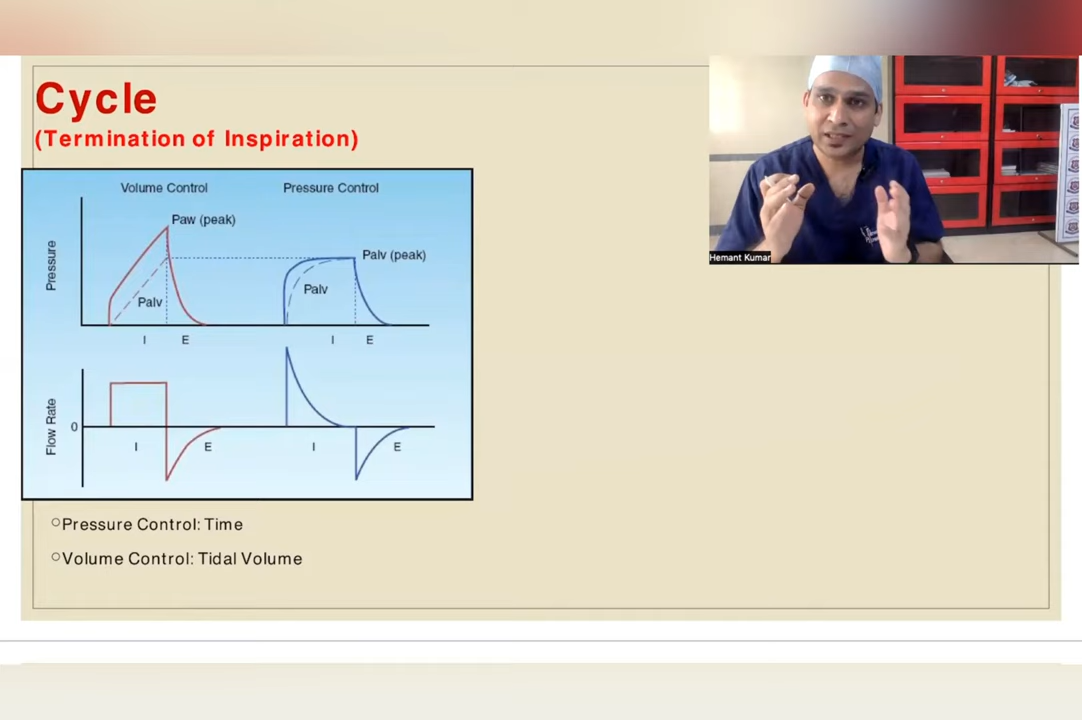 Cycle
(Termination of Inspiration)
Volume Control
Pressure Control
Paw (peak)
Palv (peak)
Pressure
Palv
Palv
I
E
I
E
Flow Rate
0
I
E
I
E
○Pressure Control: Time
○Volume Control: Tidal Volume
Hemant Kumar